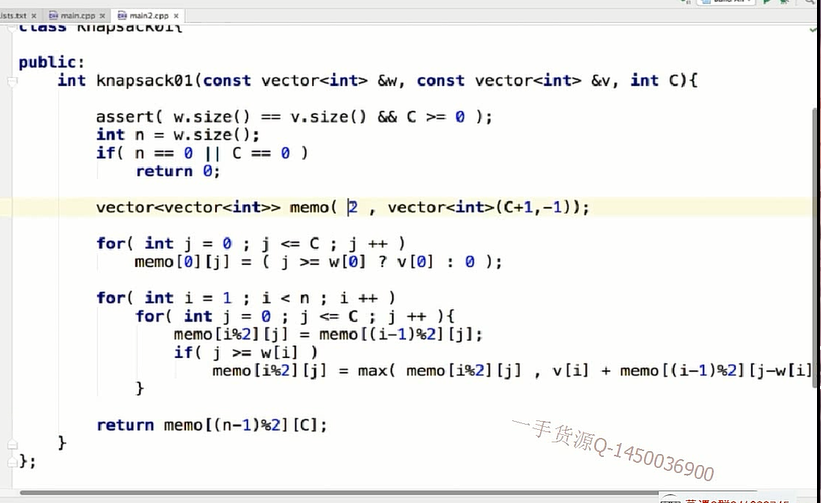 ists.txt × main.cpp × main2.cpp ×
class Knapsack01{
public:
int knapsack01(const vector<int> &w, const vector<int> &v, int C){
assert( w.size() == v.size() && C >= 0 );
int n = w.size();
if( n == 0 || C == 0 )
return 0;
vector<vector<int>> memo( 2 , vector<int>(C+1,-1));
for( int j = 0 ; j <= C ; j ++ )
memo[0][j] = ( j >= w[0] ? v[0] : 0 );
for( int i = 1 ; i < n ; i ++ )
for( int j = 0 ; j <= C ; j ++ ){
memo[i%2][j] = memo[(i-1)%2][j];
if( j >= w[i] )
memo[i%2][j] = max( memo[i%2][j] , v[i] + memo[(i-1)%2][j-w[i]
}
return memo[(n-1)%2][C];
}
};
一手货源Q-1450036900